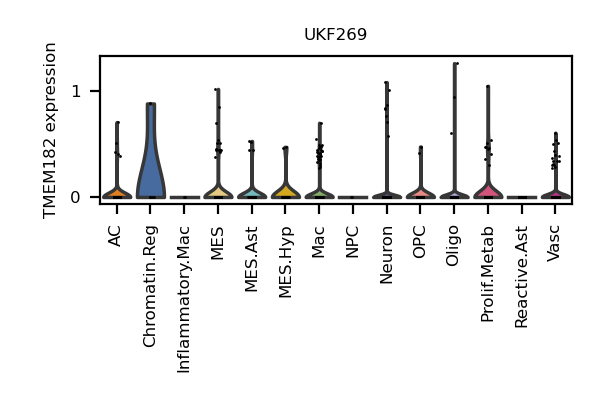 UKF269
TMEM182 expression
1
0
AC
Chromatin.Reg
Inflammatory.Mac
MES
MES.Ast
MES.Hyp
Mac
NPC
Neuron
OPC
Oligo
Prolif.Metab
Reactive.Ast
Vasc